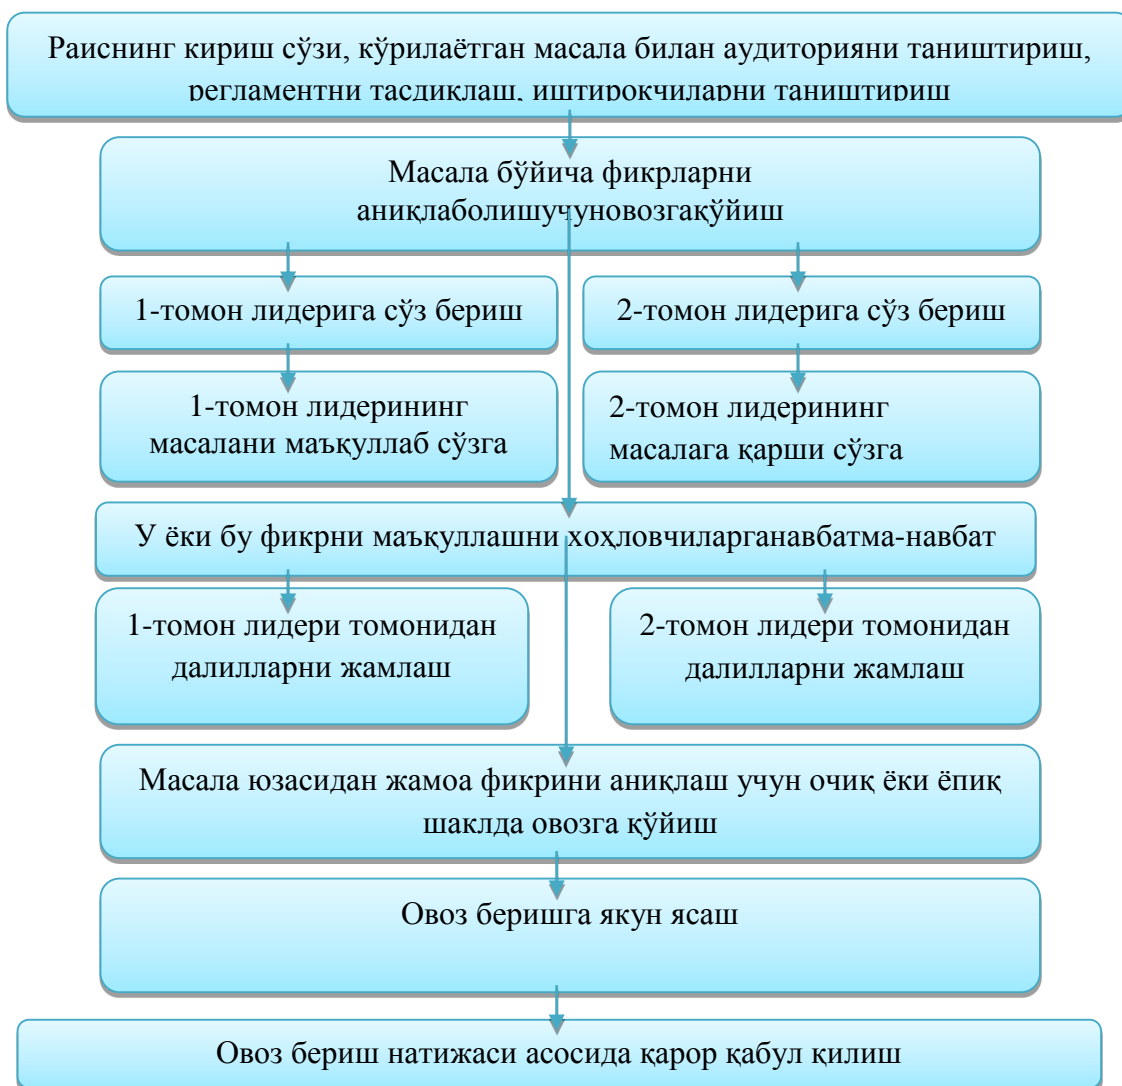 Раиснинг кириш сўзи, кўрилаётган масала билан аудиторияни таништириш,
регламентни тасдиқлаш, иштирокчиларни таништириш
Масала бўйича фикрларни
аниқлаболишучуновозгақўйиш
1-томон лидерига сўз бериш
2-томон лидерига сўз бериш
1-томон лидерининг
масалани маъқуллаб сўзга
2-томон лидерининг
масалага қарши сўзга
У ёки бу фикрни маъқуллашни хоҳловчиларганавбатма-навбат
1-томон лидери томонидан
далилларни жамлаш
2-томон лидери томонидан
далилларни жамлаш
Масала юзасидан жамоа фикрини аниқлаш учун очиқ ёки ёпиқ
шаклда овозга қўйиш
Овоз беришга якун ясаш
Овоз бериш натижаси асосида қарор қабул қилиш